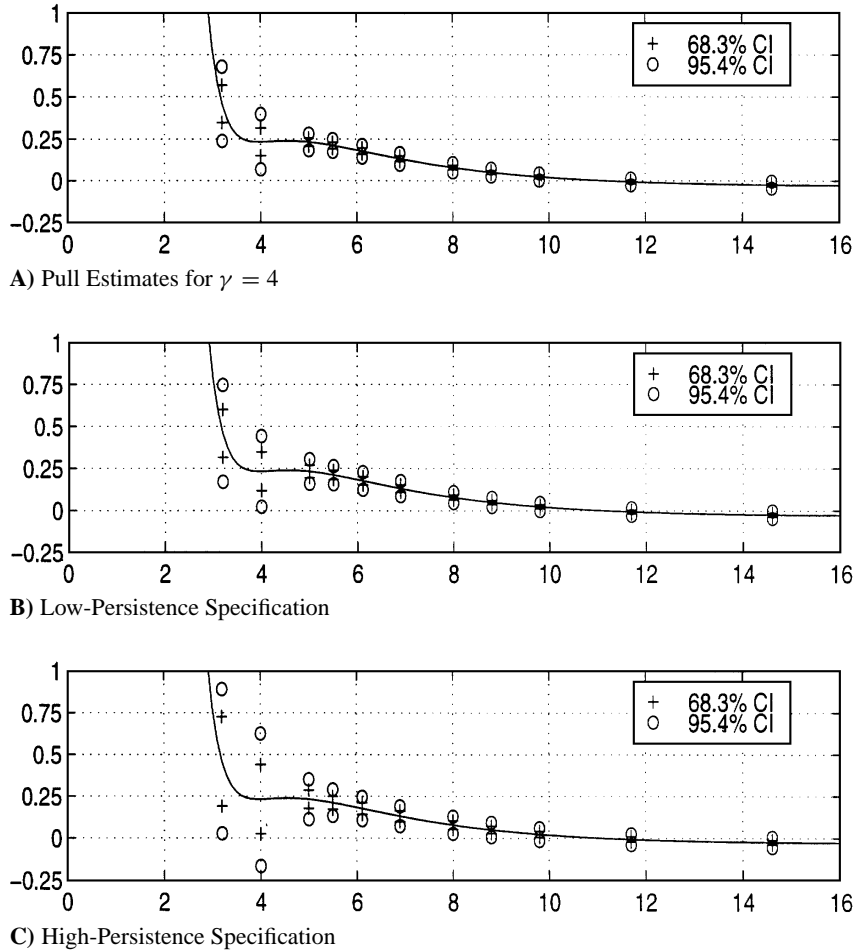 1
0.75
0.5
0.25
0
−0.25
0 2 4 6 8 10 12 14 16
+ 68.3% CI
o 95.4% CI
A) Pull Estimates for γ = 4
1
0.75
0.5
0.25
0
−0.25
0 2 4 6 8 10 12 14 16
+ 68.3% CI
o 95.4% CI
B) Low-Persistence Specification
1
0.75
0.5
0.25
0
−0.25
0 2 4 6 8 10 12 14 16
+ 68.3% CI
o 95.4% CI
C) High-Persistence Specification